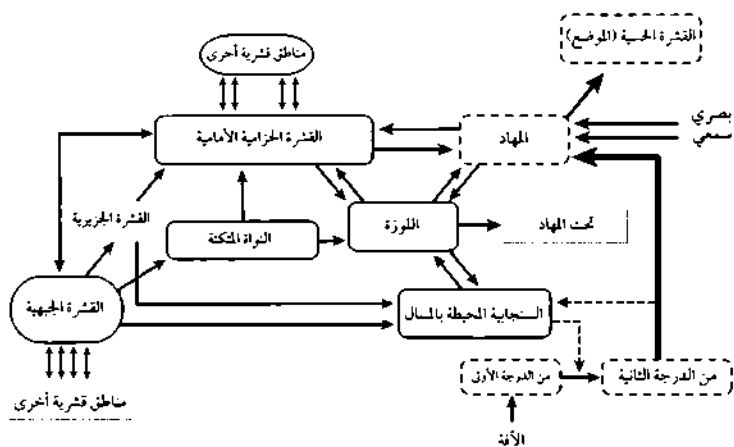 القشرة الحسية (الموضع)
مناطق قشرية أخرى
بصري
سمعي
المهاد
القشرة الحزامية الأمامية
القشرة الجزيرية
النواة المتكئة
اللوزة
تحت المهاد
القشرة الجبهية
السنجابية المحيطة بالمسال
من الدرجة الأولى
من الدرجة الثانية
مناطق قشرية أخرى
الآفة